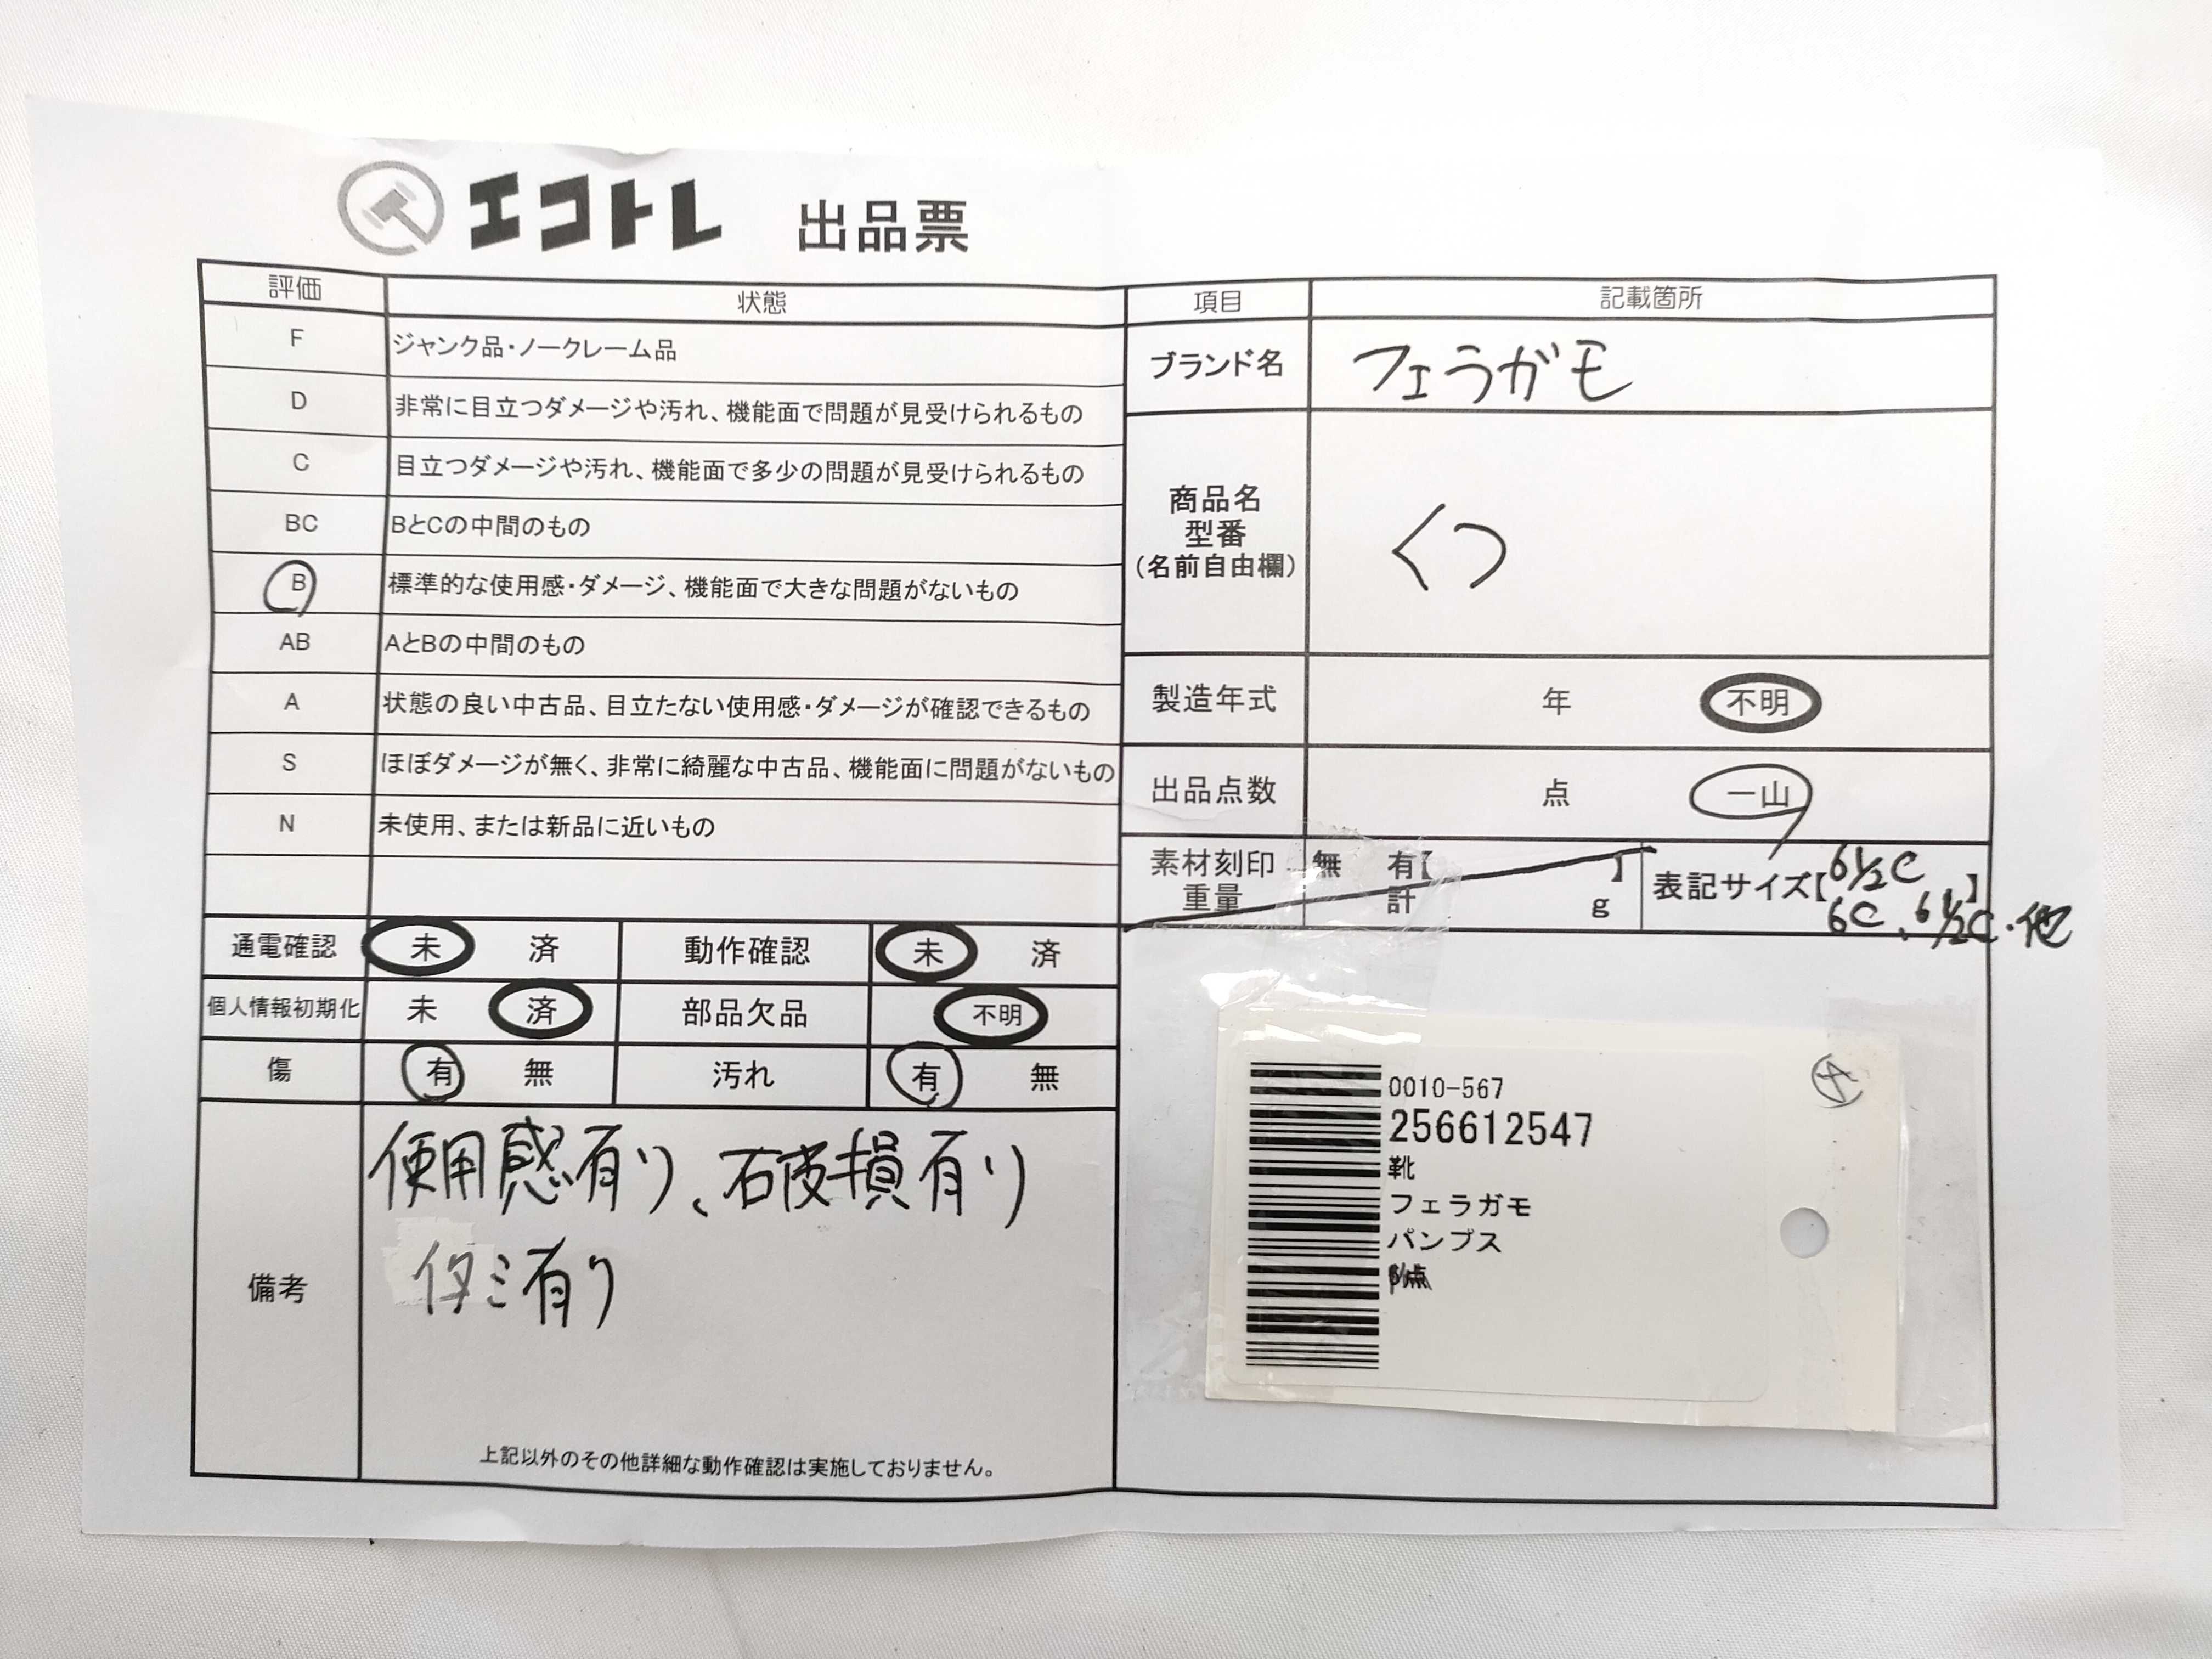 エコトレ 出品票
評価 状態
F ジャンク品・ノークレーム品
D 非常に目立つダメージや汚れ、機能面で問題が見受けられるもの
C 目立つダメージや汚れ、機能面で多少の問題が見受けられるもの
BC BとCの中間のもの
B 標準的な使用感・ダメージ、機能面で大きな問題がないもの
AB AとBの中間のもの
A 状態の良い中古品、目立たない使用感・ダメージが確認できるもの
S ほぼダメージが無く、非常に綺麗な中古品、機能面に問題がないもの
N 未使用、または新品に近いもの
通電確認 未 済 動作確認 未 済
個人情報初期化 未 済 部品欠品 不明
傷 有 無 汚れ 有 無
備考
使用感有り、破損有り
イタミ有り
上記以外のその他詳細な動作確認は実施しておりません。
項目 記載箇所
ブランド名 フェラガモ
商品名
型番
(名前自由欄)
くつ
製造年式 年 不明
出品点数 点 一山
素材刻印 無 有【 】
重量 計 g
表記サイズ【6 1/2 C】
6C、6 1/2C・他
0010-567
256612547
靴
フェラガモ
パンプス
A